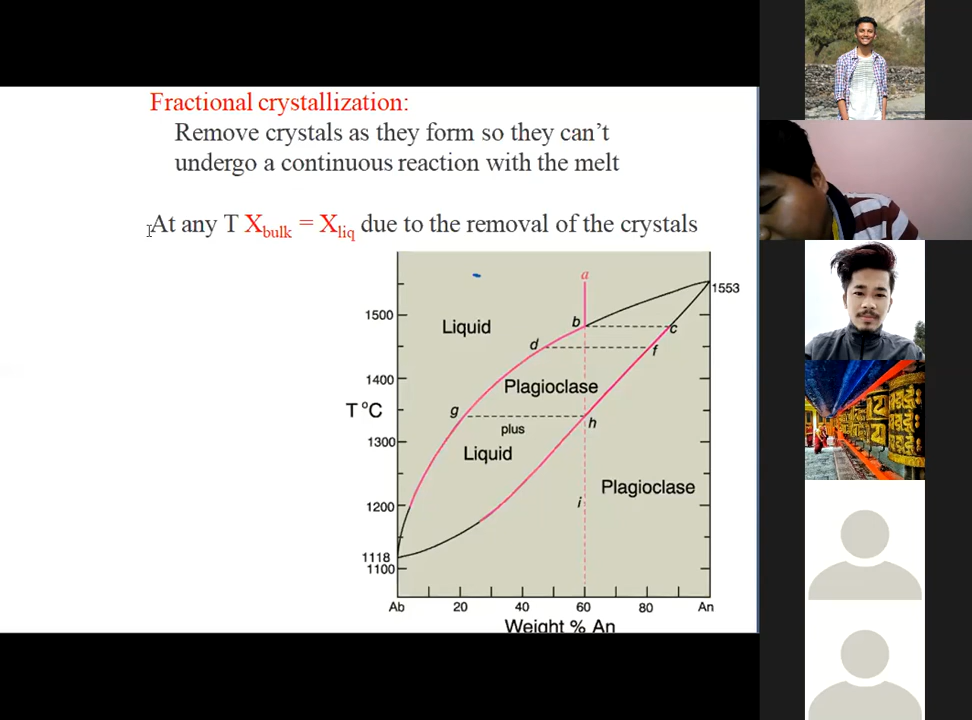 Fractional crystallization:
Remove crystals as they form so they can't
undergo a continuous reaction with the melt
At any T Xbulk = Xliq due to the removal of the crystals
a
1553
1500
Liquid
b
c
d
f
1400
Plagioclase
T °C
g
h
plus
1300
Liquid
Plagioclase
1200
i
1118
1100
Ab
20
40
60
80
An
Weight % An